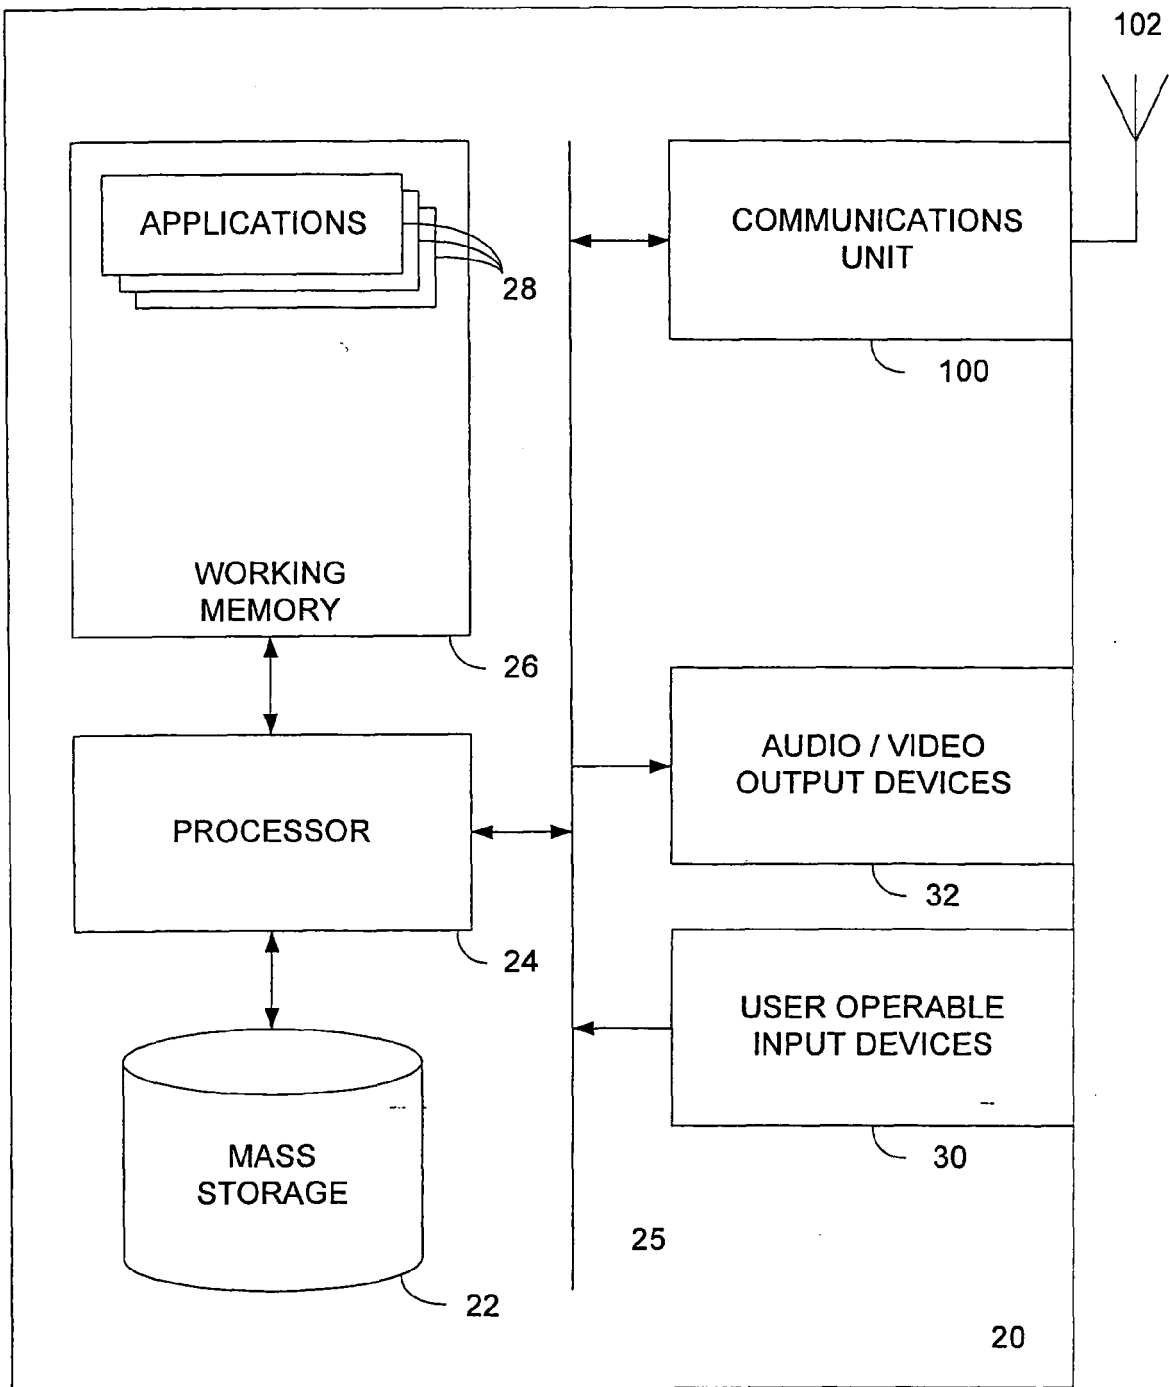 102
APPLICATIONS
28
COMMUNICATIONS
UNIT
100
WORKING
MEMORY
26
AUDIO / VIDEO
OUTPUT DEVICES
32
PROCESSOR
24
USER OPERABLE
INPUT DEVICES
30
MASS
STORAGE
22
25
20